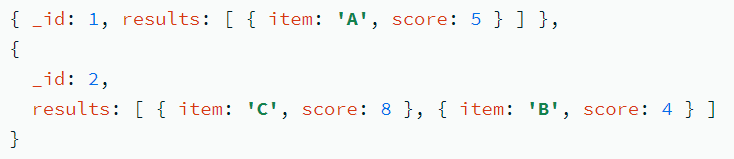 { _id: 1, results: [ { item: 'A', score: 5 } ] },
{
  _id: 2,
  results: [ { item: 'C', score: 8 }, { item: 'B', score: 4 } ]
}